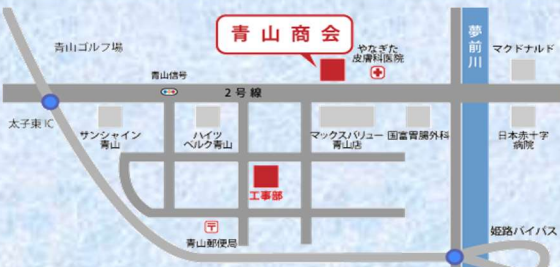 青山商会
青山ゴルフ場
やなぎた
皮膚科医院
夢前川
マクドナルド
青山信号
2号線
太子東IC
サンシャイン
青山
ハイツ
ベルク青山
マックスバリュー
青山店
国富胃腸外科
日本赤十字
病院
工事部
〒
青山郵便局
姫路バイパス